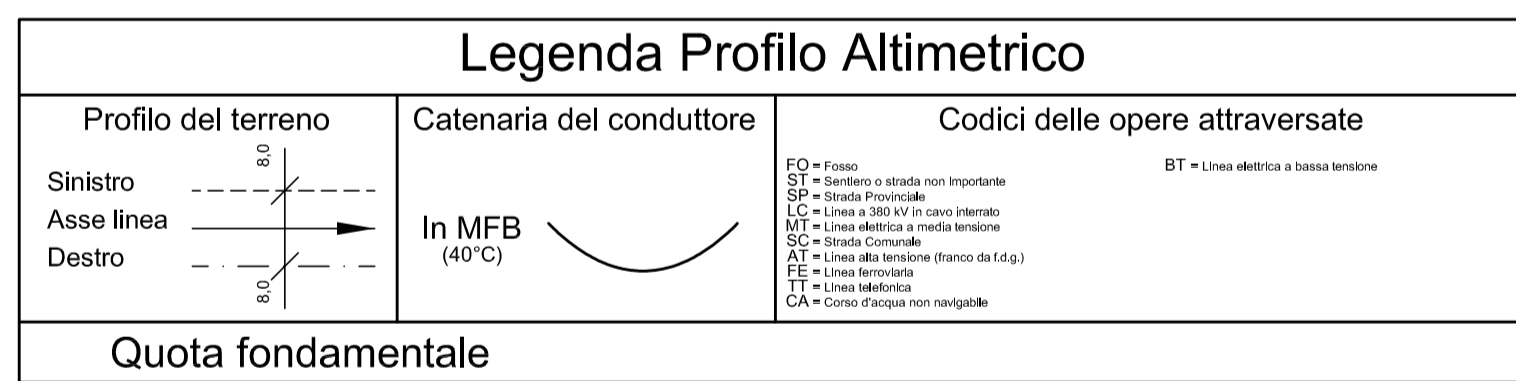 Legenda Profilo Altimetrico
Profilo del terreno
8,0
Sinistro
Asse linea
Destro
8,0
Catenaria del conduttore
In MFB
(40°C)
Codici delle opere attraversate
FO = Fosso
ST = Sentiero o strada non importante
SP = Strada Provinciale
LC = Linea a 380 kV in cavo interrato
MT = Linea elettrica a media tensione
SC = Strada Comunale
AT = Linea alta tensione (franco da f.d.g.)
FE = Linea ferroviaria
TT = Linea telefonica
CA = Corso d'acqua non navigabile
BT = Linea elettrica a bassa tensione
Quota fondamentale